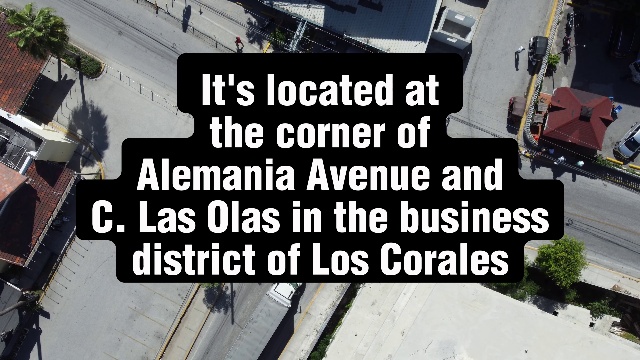 It's located at
the corner of
Alemania Avenue and
C. Las Olas in the business
district of Los Corales